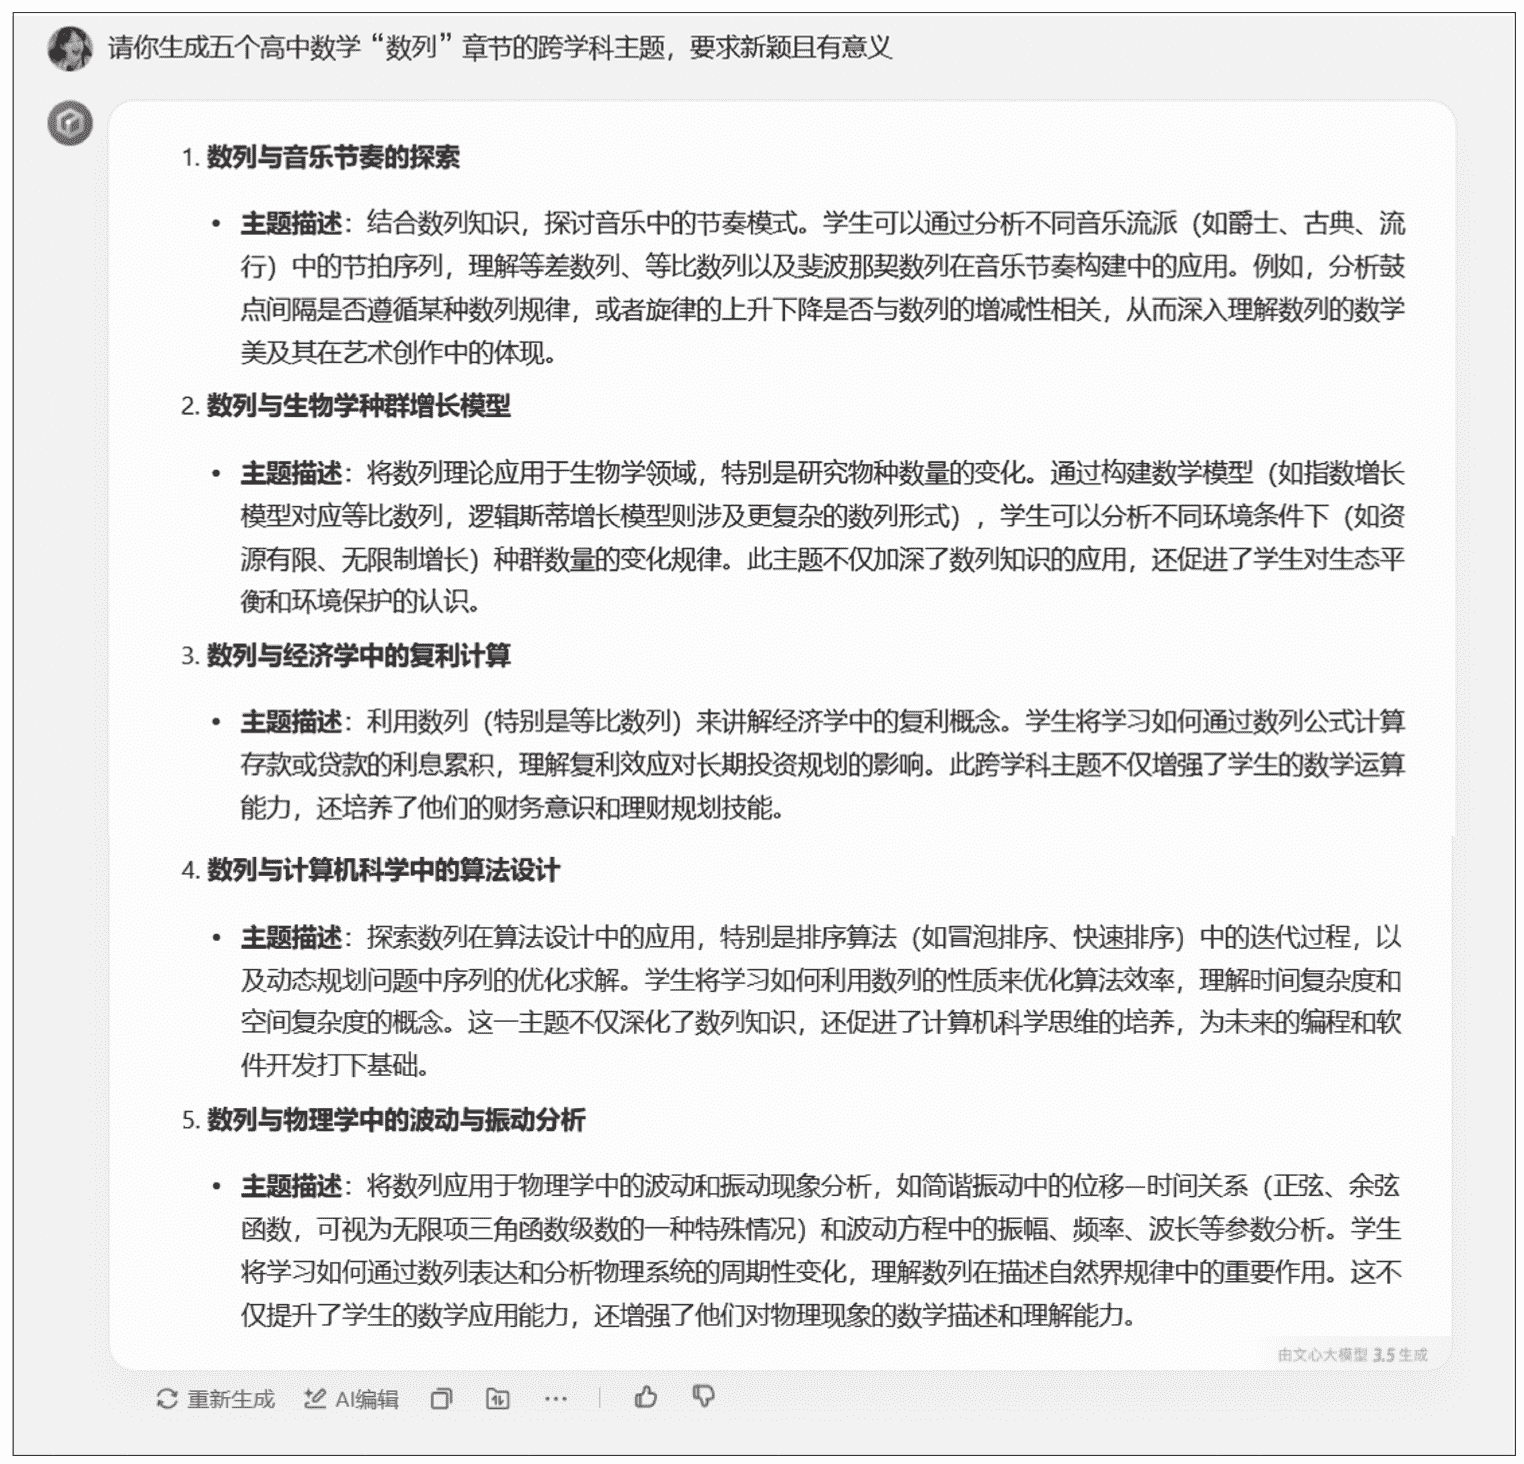 请你生成五个高中数学“数列”章节的跨学科主题，要求新颖且有意义
1. 数列与音乐节奏的探索
• 主题描述：结合数列知识，探讨音乐中的节奏模式。学生可以通过分析不同音乐流派（如爵士、古典、流
行）中的节拍序列，理解等差数列、等比数列以及斐波那契数列在音乐节奏构建中的应用。例如，分析鼓
点间隔是否遵循某种数列规律，或者旋律的上升下降是否与数列的增减性相关，从而深入理解数列的数学
美及其在艺术创作中的体现。
2. 数列与生物学种群增长模型
• 主题描述：将数列理论应用于生物学领域，特别是研究物种数量的变化。通过构建数学模型（如指数增长
模型对应等比数列，逻辑斯蒂增长模型则涉及更复杂的数列形式），学生可以分析不同环境条件下（如资
源有限、无限制增长）种群数量的变化规律。此主题不仅加深了数列知识的应用，还促进了学生对生态平
衡和环境保护的认识。
3. 数列与经济学中的复利计算
• 主题描述：利用数列（特别是等比数列）来讲解经济学中的复利概念。学生将学习如何通过数列公式计算
存款或贷款的利息累积，理解复利效应对长期投资规划的影响。此跨学科主题不仅增强了学生的数学运算
能力，还培养了他们的财务意识和理财规划技能。
4. 数列与计算机科学中的算法设计
• 主题描述：探索数列在算法设计中的应用，特别是排序算法（如冒泡排序、快速排序）中的迭代过程，以
及动态规划问题中序列的优化求解。学生将学习如何利用数列的性质来优化算法效率，理解时间复杂度和
空间复杂度的概念。这一主题不仅深化了数列知识，还促进了计算机科学思维的培养，为未来的编程和软
件开发打下基础。
5. 数列与物理学中的波动与振动分析
• 主题描述：将数列应用于物理学中的波动和振动现象分析，如简谐振动中的位移—时间关系（正弦、余弦
函数，可视为无限项三角函数级数的一种特殊情况）和波动方程中的振幅、频率、波长等参数分析。学生
将学习如何通过数列表达和分析物理系统的周期性变化，理解数列在描述自然界规律中的重要作用。这不
仅提升了学生的数学应用能力，还增强了他们对物理现象的数学描述和理解能力。
由文心大模型 3.5 生成
重新生成 AI编辑